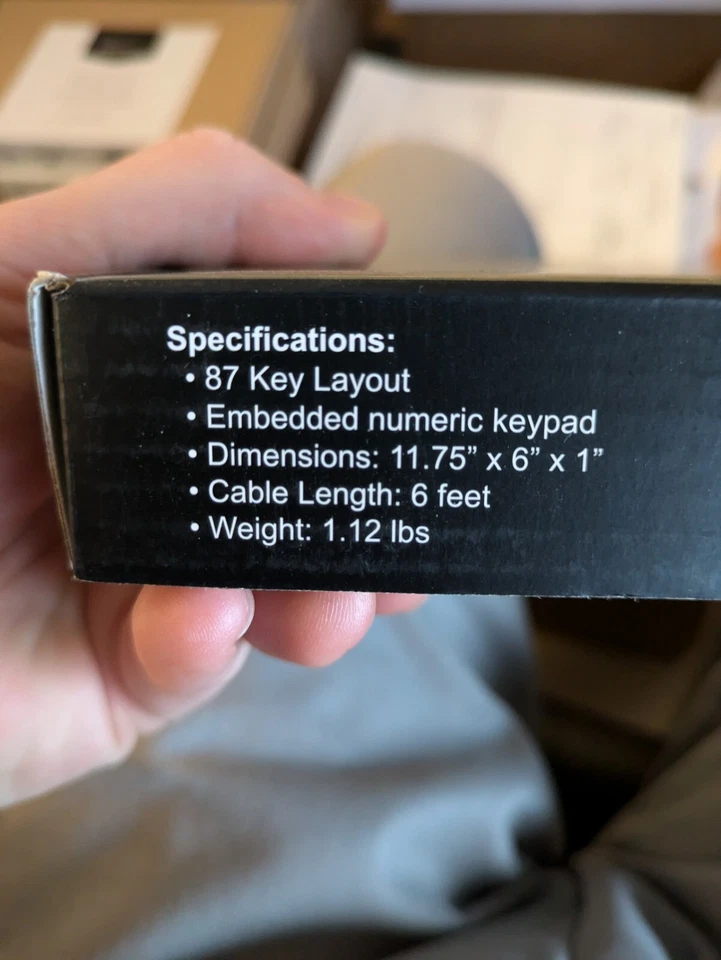 Specifications:
• 87 Key Layout
• Embedded numeric keypad
• Dimensions: 11.75” x 6” x 1”
• Cable Length: 6 feet
• Weight: 1.12 lbs